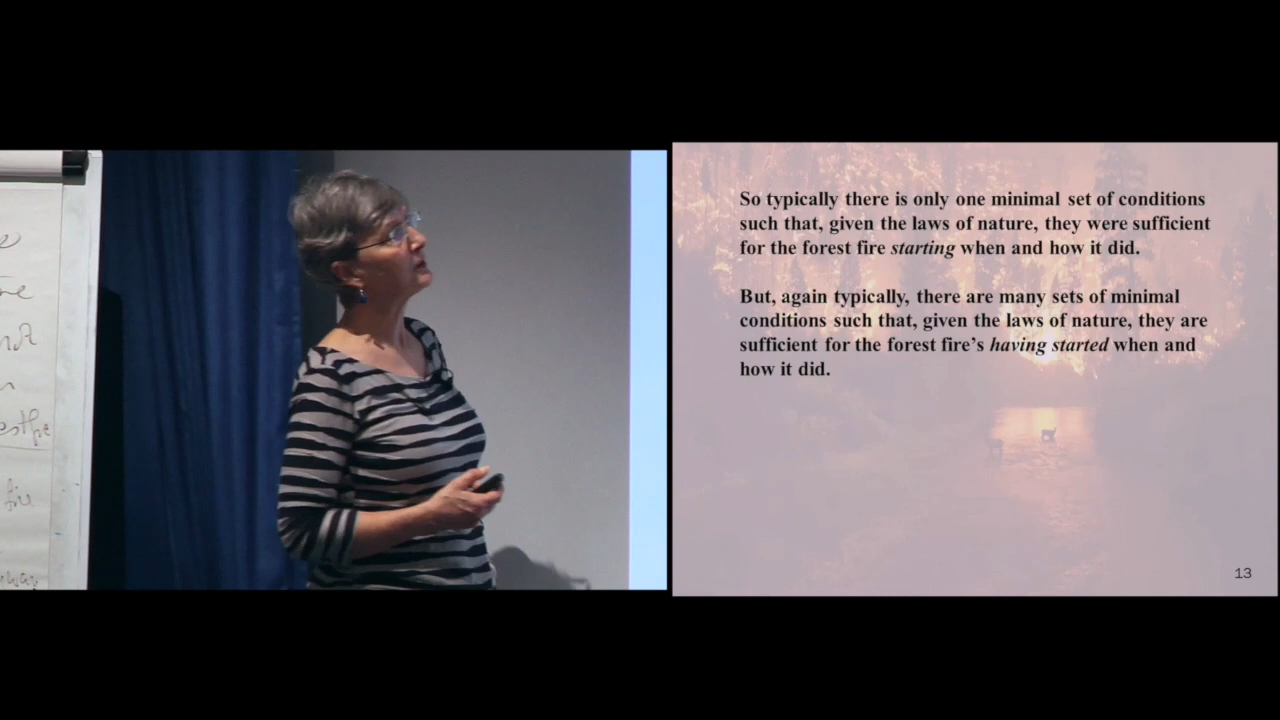 fire
So typically there is only one minimal set of conditions
such that, given the laws of nature, they were sufficient
for the forest fire starting when and how it did.
But, again typically, there are many sets of minimal
conditions such that, given the laws of nature, they are
sufficient for the forest fire’s having started when and
how it did.
13